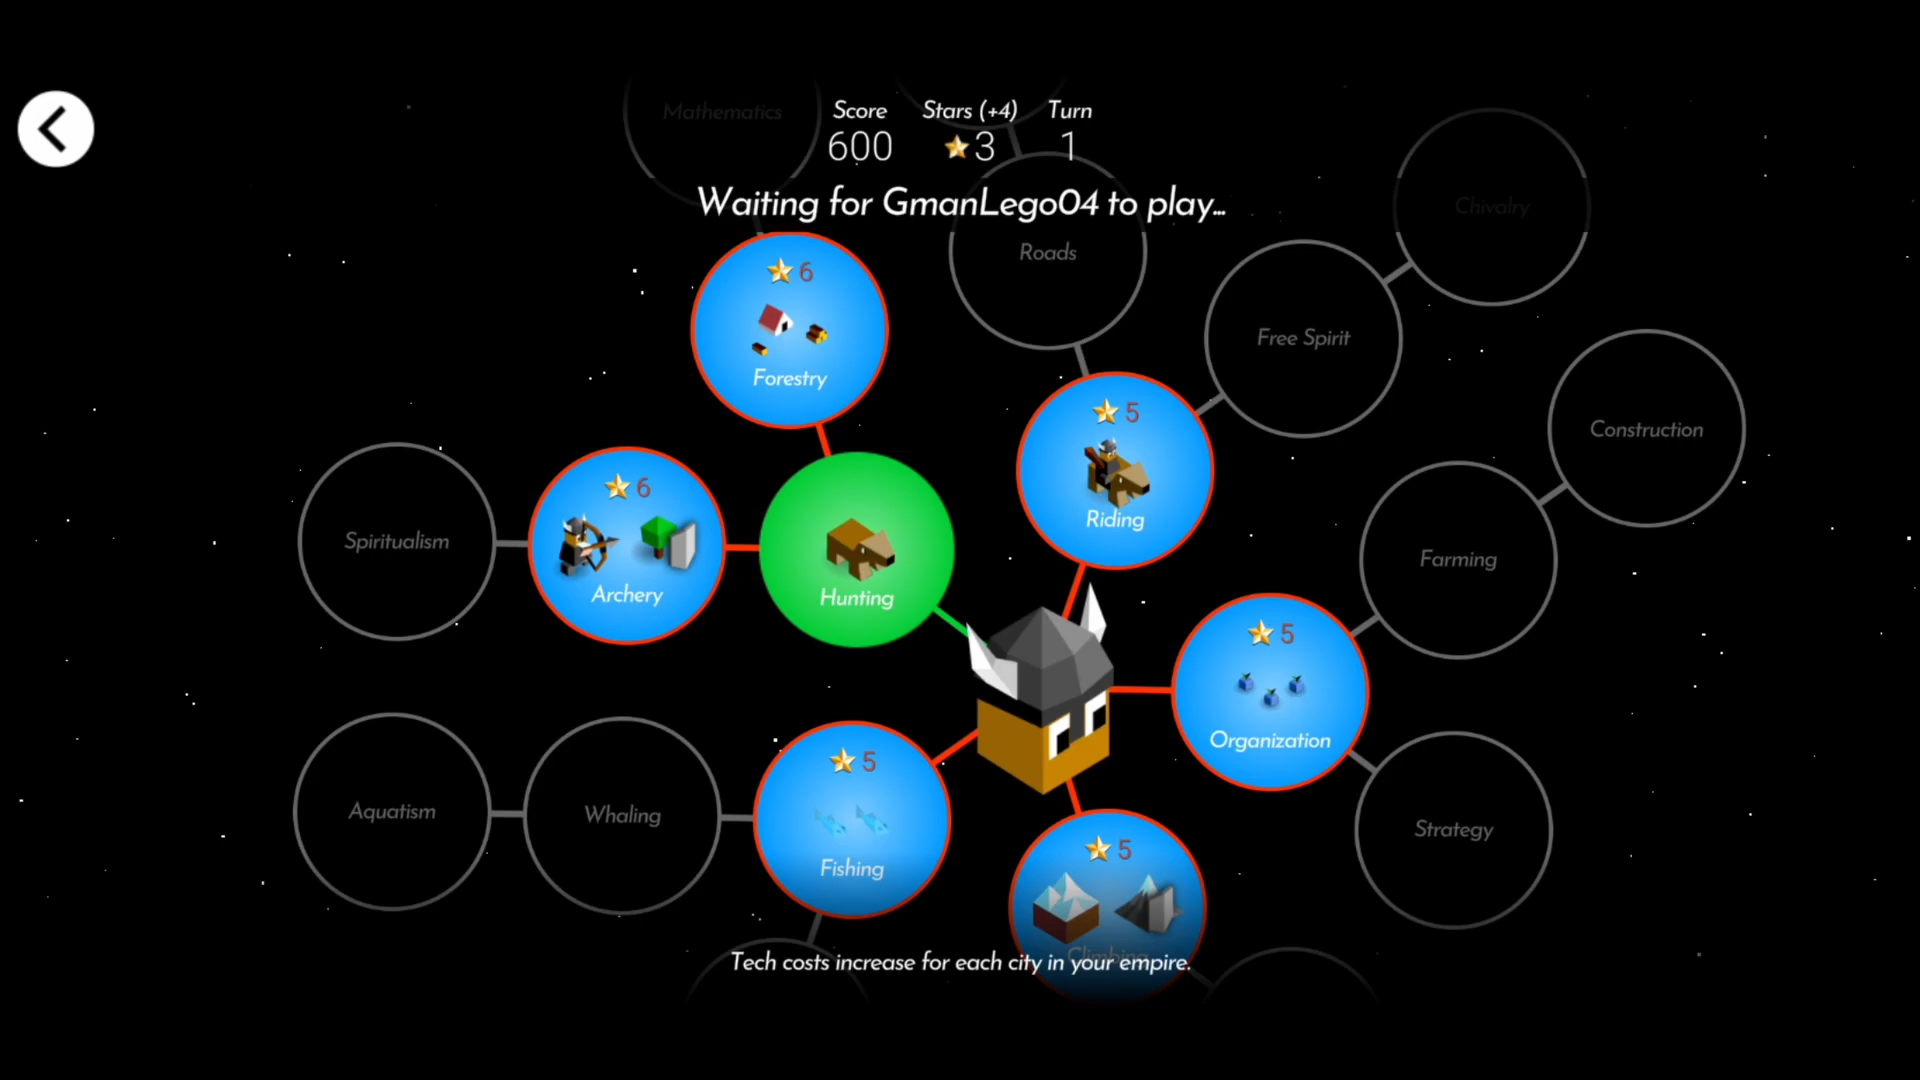 Mathematics
Score
Stars (+4)
Turn
600
3
1
Waiting for GmanLego04 to play...
Chivalry
Roads
6
Forestry
Free Spirit
5
Riding
Construction
6
Archery
Spiritualism
Hunting
Farming
5
Organization
5
Fishing
Whaling
Aquatism
Strategy
5
Climbing
Tech costs increase for each city in your empire.